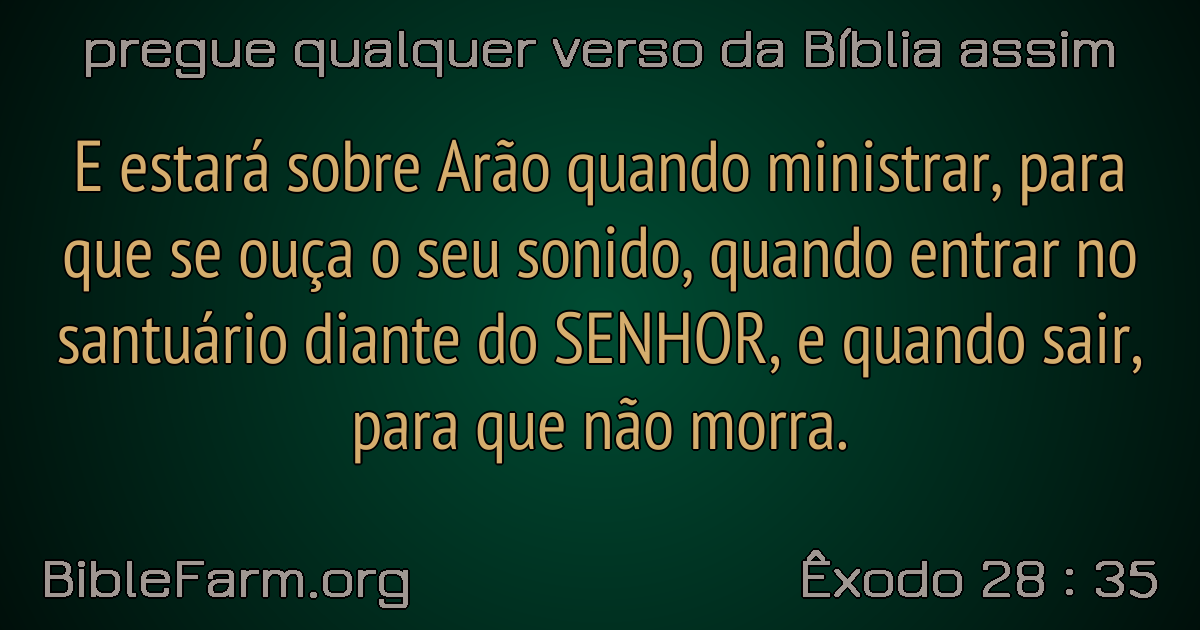 pregue qualquer verso da Bíblia assim
E estará sobre Arão quando ministrar, para
que se ouça o seu sonido, quando entrar no
santuário diante do SENHOR, e quando sair,
para que não morra.
BibleFarm.org
Êxodo 28 : 35